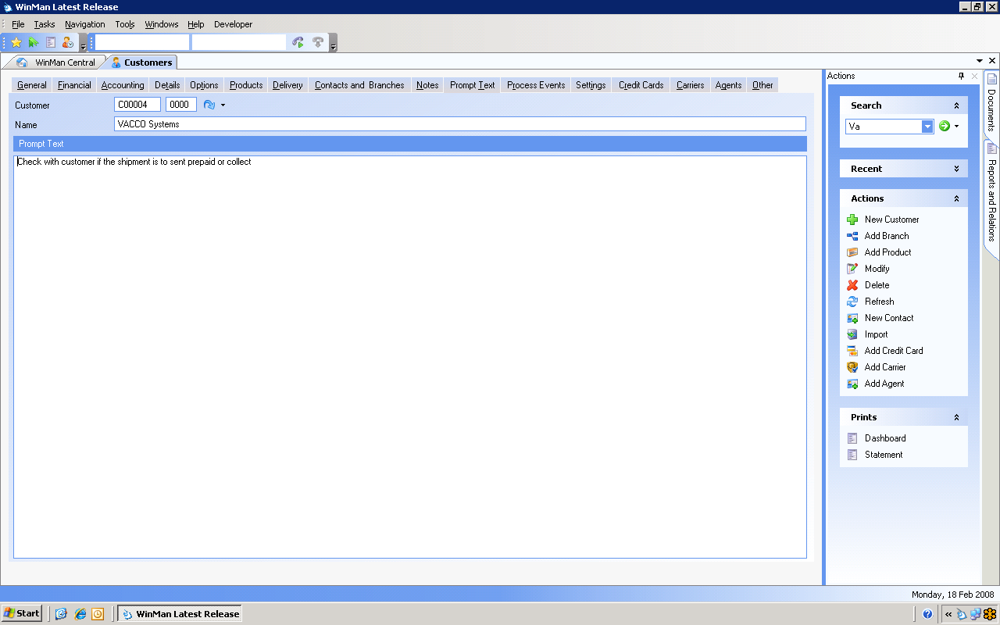 WinMan Latest Release
File Tasks Navigation Tools Windows Help Developer
WinMan Central Customers
General Financial Accounting Details Options Products Delivery Contacts and Branches Notes Prompt Text Process Events Settings Credit Cards Carriers Agents Other
Customer C00004 0000
Name VACCO Systems
Prompt Text
Check with customer if the shipment is to sent prepaid or collect
Actions
Search
Va
Recent
Actions
New Customer
Add Branch
Add Product
Modify
Delete
Refresh
New Contact
Import
Add Credit Card
Add Carrier
Add Agent
Prints
Dashboard
Statement
Documents
Reports and Relations
Monday, 18 Feb 2008
Start WinMan Latest Release